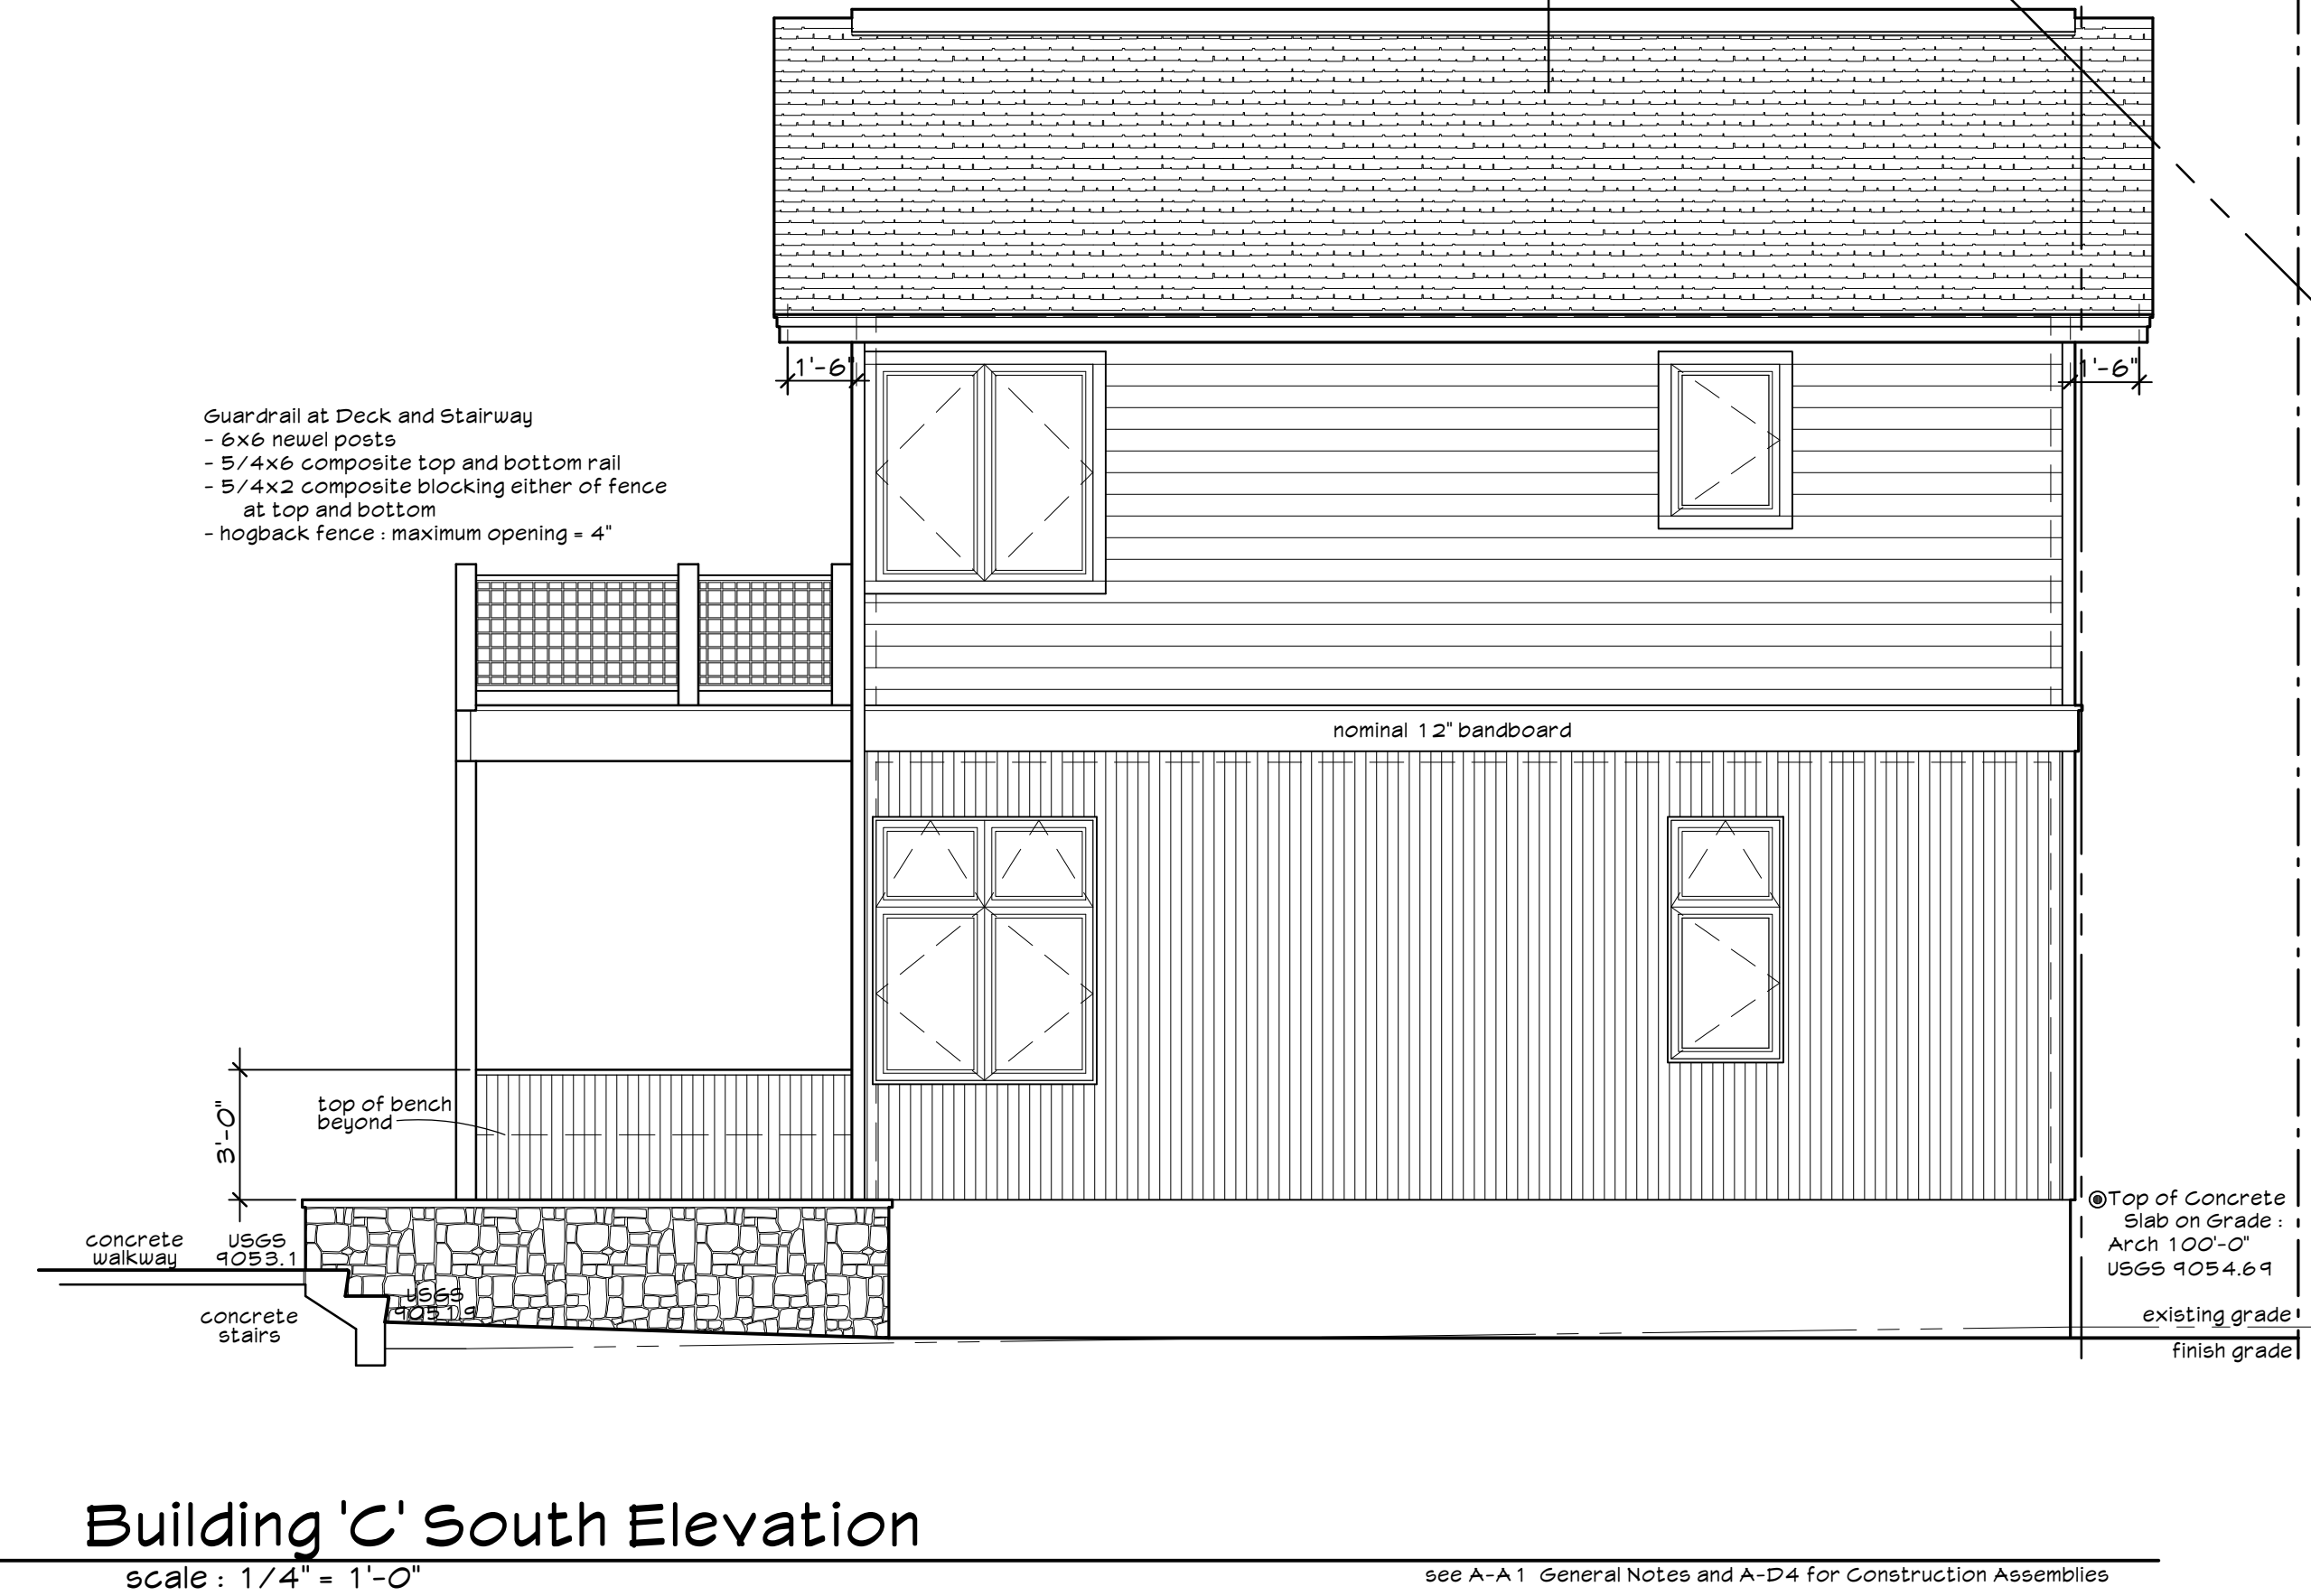 1'-6"
1'-6"
Guardrail at Deck and Stairway
- 6x6 newel posts
- 5/4x6 composite top and bottom rail
- 5/4x2 composite blocking either of fence
at top and bottom
- hogback fence : maximum opening = 4"
nominal 12" bandboard
3'-0"
top of bench
beyond
concrete
walkway
USGS
9053.1
USGS
9051.9
concrete
stairs
Top of Concrete
Slab on Grade :
Arch 100'-0"
USGS 9054.69
existing grade
finish grade
Building 'C' South Elevation
scale : 1/4" = 1'-0"
see A-A1 General Notes and A-D4 for Construction Assemblies